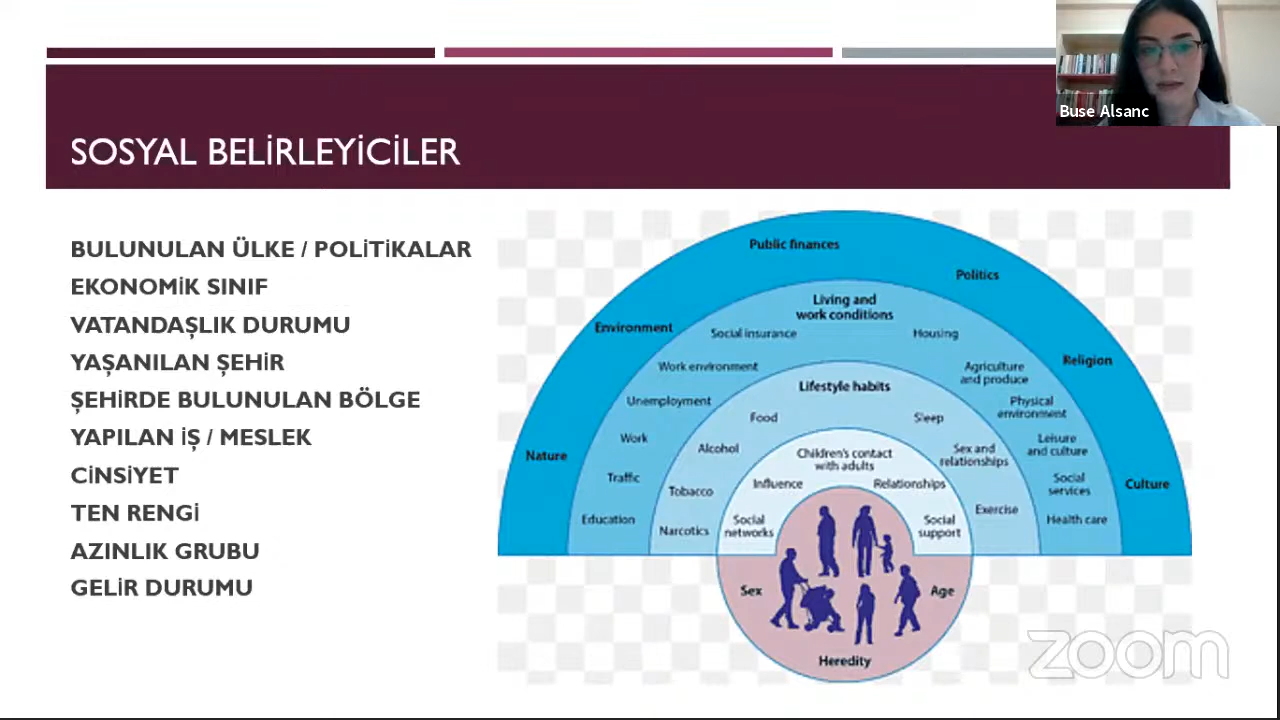 Buse Alsanc
SOSYAL BELİRLEYİCİLER
BULUNULAN ÜLKE / POLİTİKALAR
EKONOMİK SINIF
VATANDAŞLIK DURUMU
YAŞANILAN ŞEHİR
ŞEHİRDE BULUNULAN BÖLGE
YAPILAN İŞ / MESLEK
CİNSİYET
TEN RENGİ
AZINLIK GRUBU
GELİR DURUMU
Public finances
Politics
Environment
Religion
Nature
Culture
Living and
work conditions
Social insurance
Housing
Work environment
Agriculture
and produce
Unemployment
Physical
environment
Work
Leisure
and culture
Traffic
Social
services
Education
Health care
Lifestyle habits
Food
Sleep
Alcohol
Sex and
relationships
Tobacco
Exercise
Narcotics
Children's contact
with adults
Influence
Relationships
Social
networks
Social
support
Sex
Age
Heredity
zoom